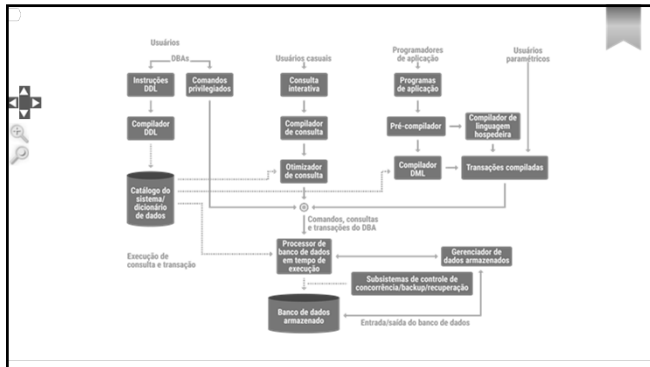 Usuários
DBAs
Usuários casuais
Programadores
de aplicação
Usuários
paramétricos
Instruções
DDL
Comandos
privilegiados
Consulta
interativa
Programas
de aplicação
Compilador
DDL
Compilador
de consulta
Pré-compilador
Compilador de
linguagem
hospedeira
Otimizador
de consulta
Compilador
DML
Transações compiladas
Catálogo do
sistema/
dicionário
de dados
Comandos, consultas
e transações do DBA
Execução de
consulta e transação
Processor de
banco de dados
em tempo de
execução
Gerenciador de
dados armazenados
Subsistemas de controle de
concorrência/backup/recuperação
Banco de dados
armazenado
Entrada/saída do banco de dados